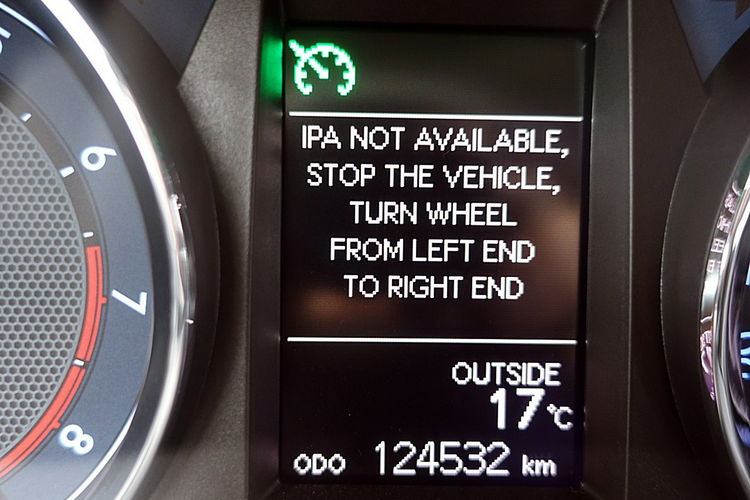 6
7
8
IPA NOT AVAILABLE,
STOP THE VEHICLE,
TURN WHEEL
FROM LEFT END
TO RIGHT END
OUTSIDE
17°C
ODO 124532 km